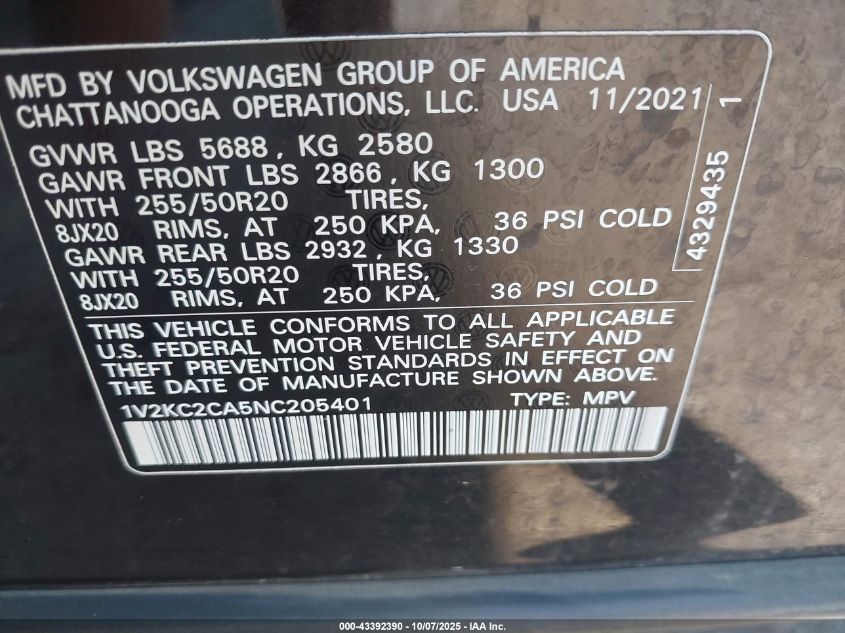 MFD BY VOLKSWAGEN GROUP OF AMERICA
CHATTANOOGA OPERATIONS, LLC. USA 11/2021
GVWR LBS 5688, KG 2580
GAWR FRONT LBS 2866, KG 1300
WITH 255/50R20 TIRES,
8JX20 RIMS, AT 250 KPA, 36 PSI COLD
GAWR REAR LBS 2932, KG 1330
WITH 255/50R20 TIRES,
8JX20 RIMS, AT 250 KPA, 36 PSI COLD
4329435
1
THIS VEHICLE CONFORMS TO ALL APPLICABLE
U.S. FEDERAL MOTOR VEHICLE SAFETY AND
THEFT PREVENTION STANDARDS IN EFFECT ON
THE DATE OF MANUFACTURE SHOWN ABOVE.
1V2KC2CA5NC205401 TYPE: MPV
000-43392390 - 10/07/2025 - IAA Inc.